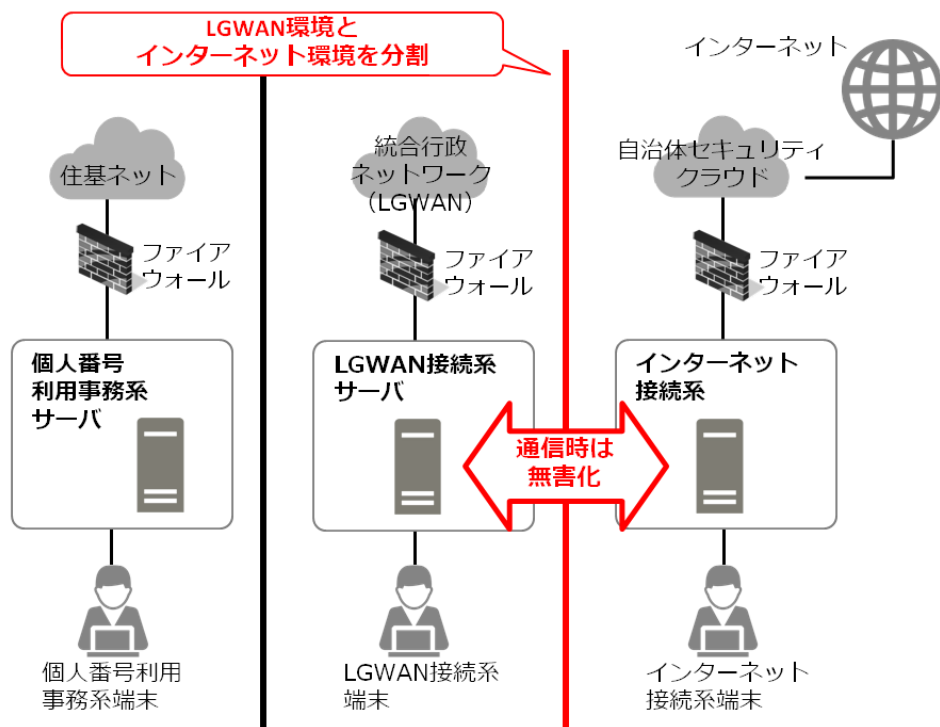 LGWAN環境と
インターネット環境を分割
インターネット
住基ネット
統合行政
ネットワーク
（LGWAN）
自治体セキュリティ
クラウド
ファイア
ウォール
ファイア
ウォール
ファイア
ウォール
個人番号
利用事務系
サーバ
LGWAN接続系
サーバ
インターネット
接続系
通信時は
無害化
個人番号利用
事務系端末
LGWAN接続系
端末
インターネット
接続系端末